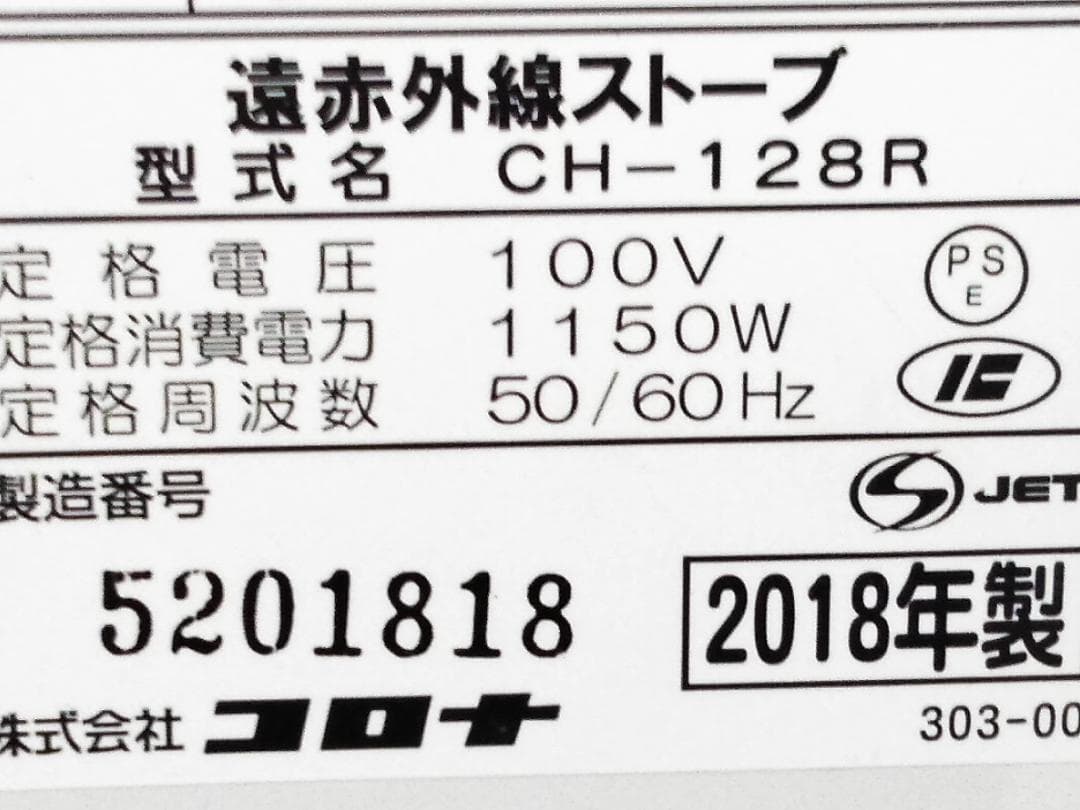 遠赤外線ストーブ
型式名 CH-128R
定格電圧 100V
定格消費電力 1150W
定格周波数 50/60Hz
PS
E
JET
製造番号
5201818
2018年製
株式会社 コロナ
303-00